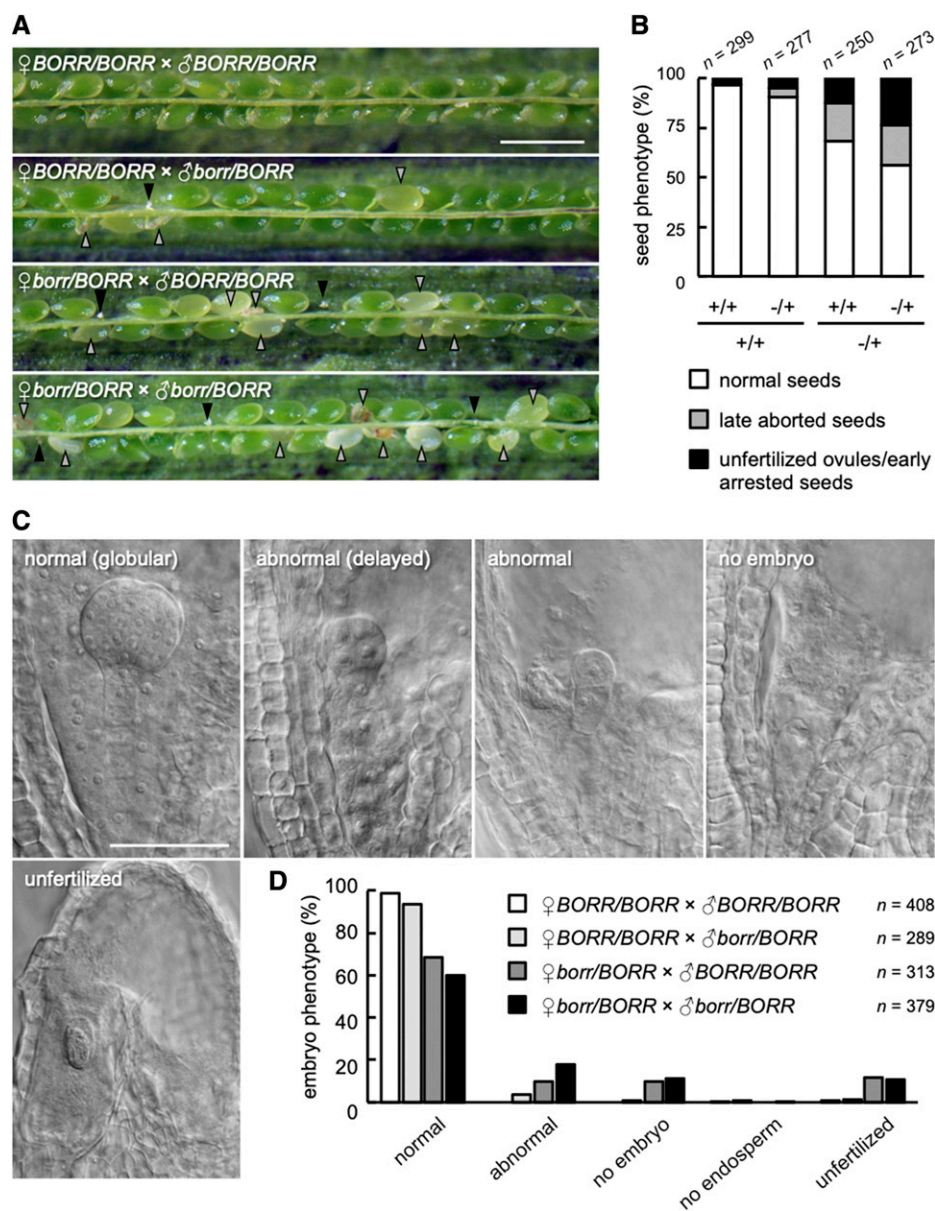 A
♀BORR/BORR × ♂BORR/BORR
♀BORR/BORR × ♂borr/BORR
♀borr/BORR × ♂BORR/BORR
♀borr/BORR × ♂borr/BORR
B
n = 299
n = 277
n = 250
n = 273
seed phenotype (%)
100
75
50
25
0
+/+ -/+ +/+ -/+
+/+ -/+
normal seeds
late aborted seeds
unfertilized ovules/early
arrested seeds
C
normal (globular)
abnormal (delayed)
abnormal
no embryo
unfertilized
D
embryo phenotype (%)
100
80
60
40
20
0
♀BORR/BORR × ♂BORR/BORR n = 408
♀BORR/BORR × ♂borr/BORR n = 289
♀borr/BORR × ♂BORR/BORR n = 313
♀borr/BORR × ♂borr/BORR n = 379
normal
abnormal
no embryo
no endosperm
unfertilized